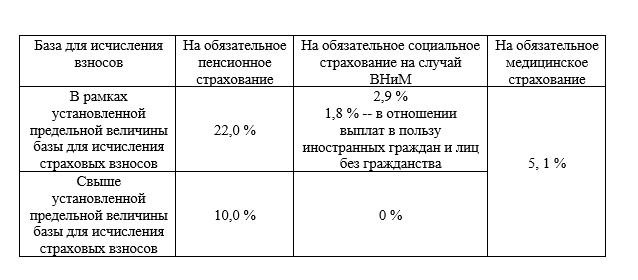 База для исчисления
взносов
На обязательное
пенсионное
страхование
На обязательное социальное
страхование на случай
ВНиМ
На обязательное
медицинское
страхование
В рамках
установленной
предельной величины
базы для исчисления
страховых взносов
22,0 %
2,9 %
1,8 % -- в отношении
выплат в пользу
иностранных граждан и лиц
без гражданства
5, 1 %
Свыше
установленной
предельной величины
базы для исчисления
страховых взносов
10,0 %
0 %